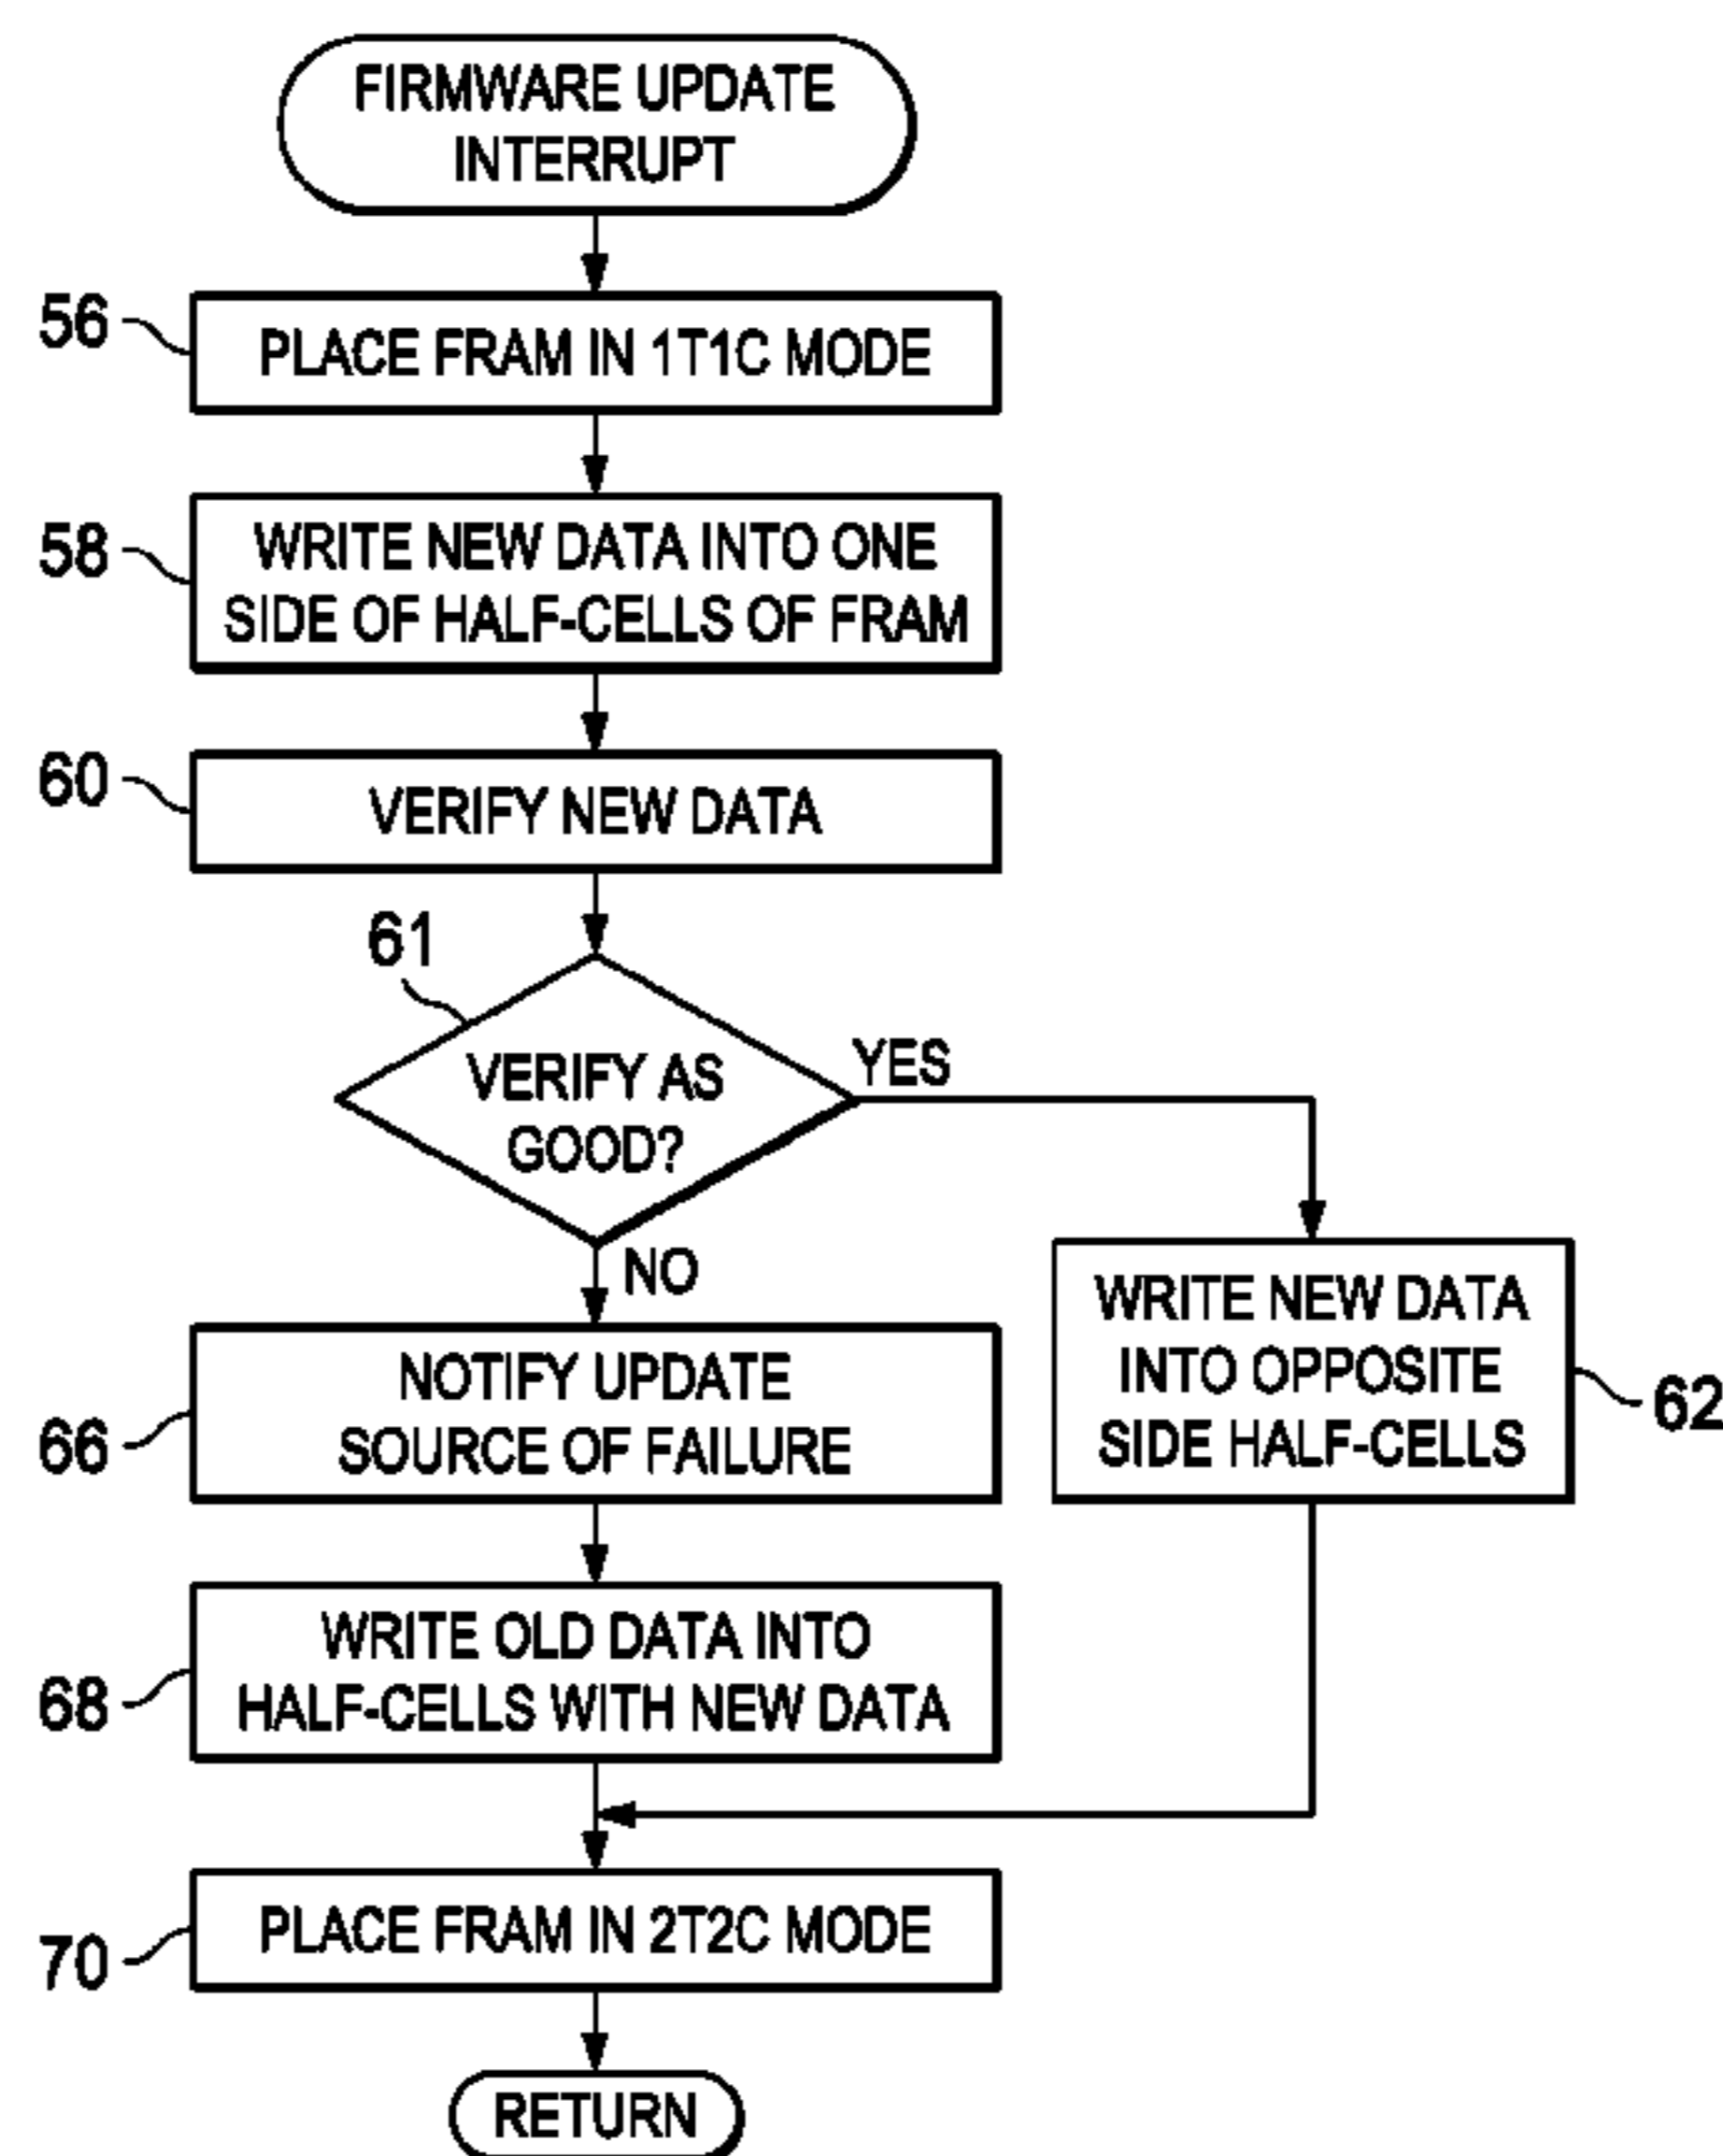 FIRMWARE UPDATE
INTERRUPT
56
PLACE FRAM IN 1T1C MODE
58
WRITE NEW DATA INTO ONE
SIDE OF HALF-CELLS OF FRAM
60
VERIFY NEW DATA
61
VERIFY AS
GOOD?
YES
NO
WRITE NEW DATA
INTO OPPOSITE
SIDE HALF-CELLS
62
66
NOTIFY UPDATE
SOURCE OF FAILURE
68
WRITE OLD DATA INTO
HALF-CELLS WITH NEW DATA
70
PLACE FRAM IN 2T2C MODE
RETURN